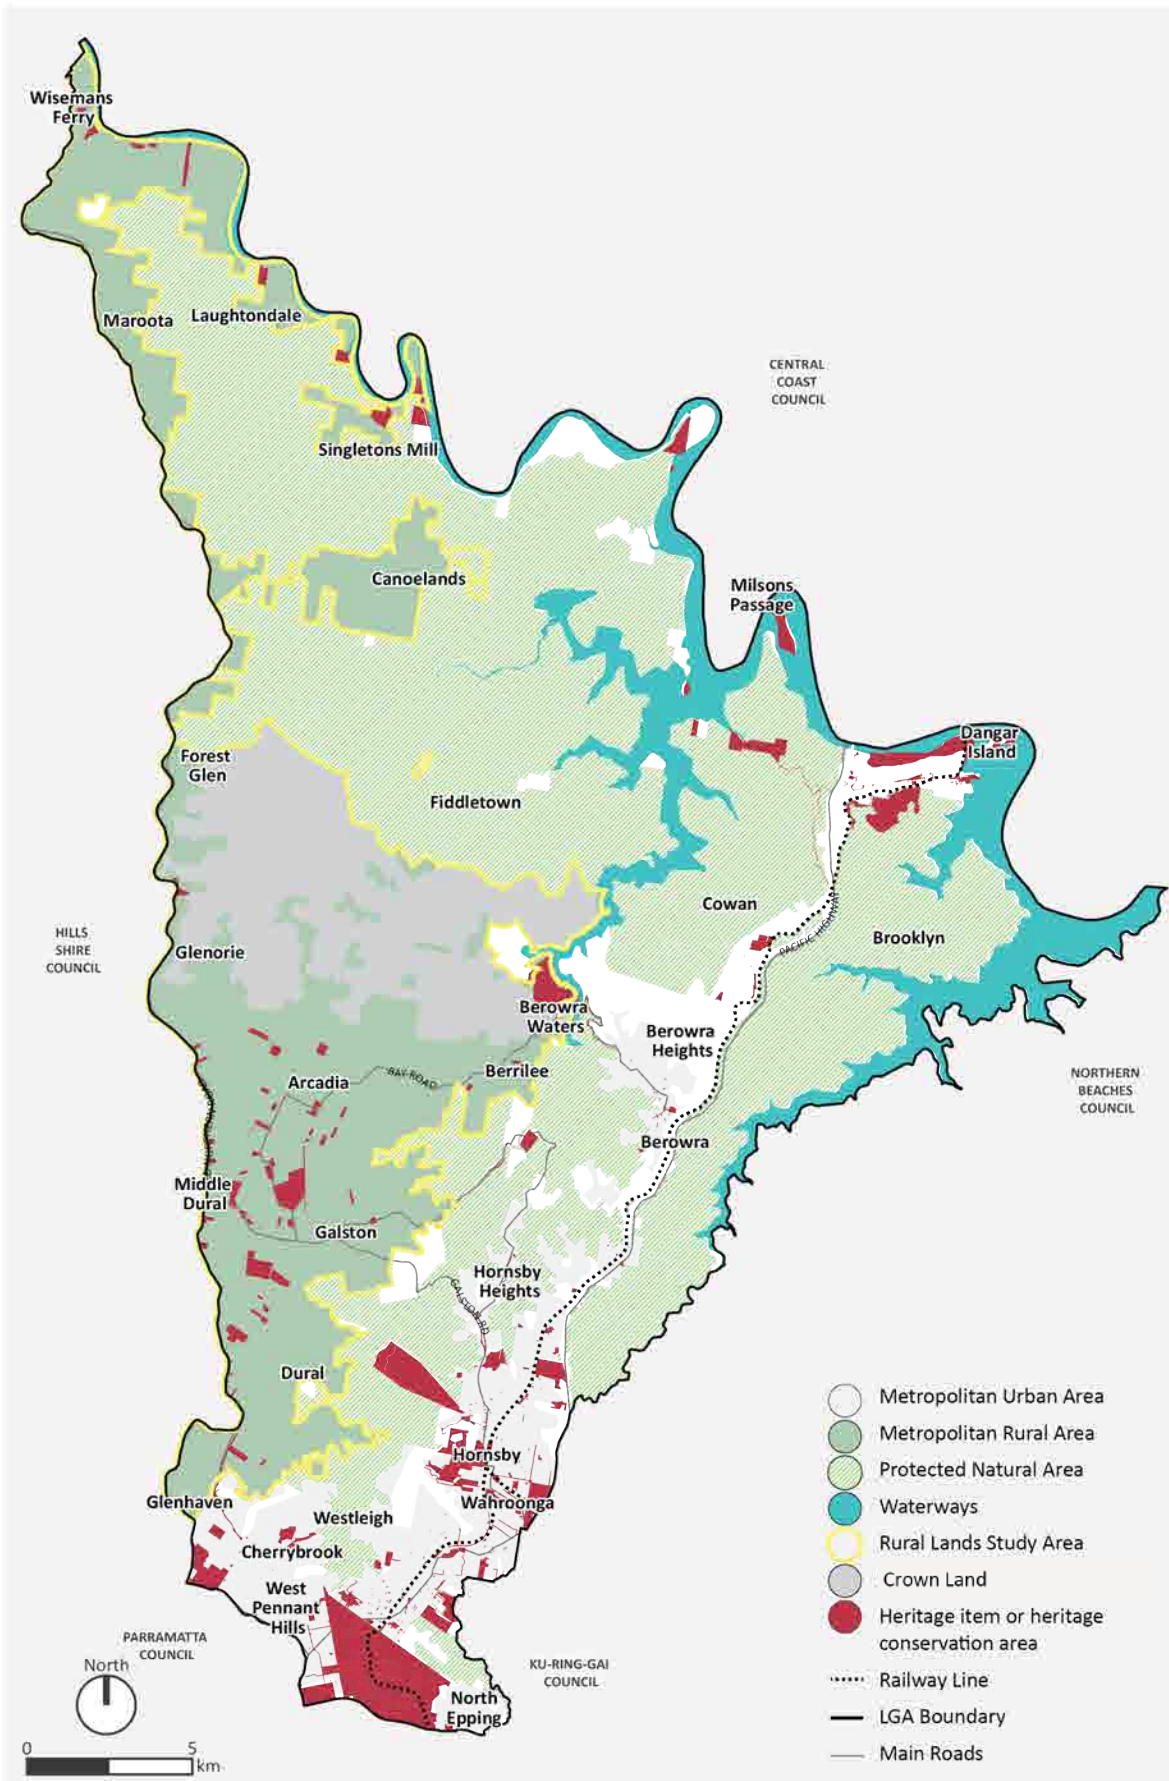 Wisemans
Ferry
Maroota
Laughtondale
CENTRAL
COAST
COUNCIL
Singletons Mill
Canoelands
Milsons
Passage
Forest
Glen
Dangar
Island
Fiddletown
Cowan
HILLS
SHIRE
COUNCIL
Glenorie
PACIFIC HIGHWAY
Brooklyn
Berowra
Waters
Berowra
Heights
Arcadia
BAY ROAD
Berrilee
NORTHERN
BEACHES
COUNCIL
Berowra
Middle
Dural
Galston
Hornsby
Heights
GALSTON RD
Dural
Metropolitan Urban Area
Metropolitan Rural Area
Protected Natural Area
Waterways
Rural Lands Study Area
Crown Land
Heritage item or heritage
conservation area
Railway Line
LGA Boundary
Main Roads
Hornsby
Glenhaven
Wahroonga
Westleigh
Cherrybrook
West
Pennant
Hills
PARRAMATTA
COUNCIL
North
KU-RING-GAI
COUNCIL
North
Epping
0 5
km